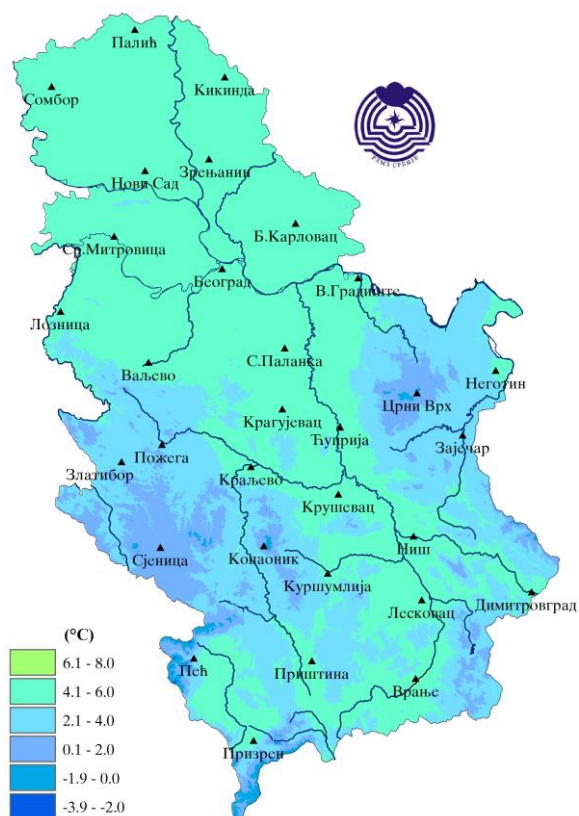 Палић
Кикинда
Сомбор
Зрењанин
Нови Сад
Б.Карловац
Ср.Митровица
Београд
В.Градиште
Лозница
С.Паланка
Ваљево
Неготин
Црни Врх
Крагујевац
Ћуприја
Зајечар
Пожега
Златибор
Краљево
Крушевац
Ниш
Сјеница
Копаоник
Куршумлија
Димитровград
Лесковац
Пећ
Приштина
Врање
Призрен
РХМЗ СРБИЈЕ
(°C)
6.1 - 8.0
4.1 - 6.0
2.1 - 4.0
0.1 - 2.0
-1.9 - 0.0
-3.9 - -2.0